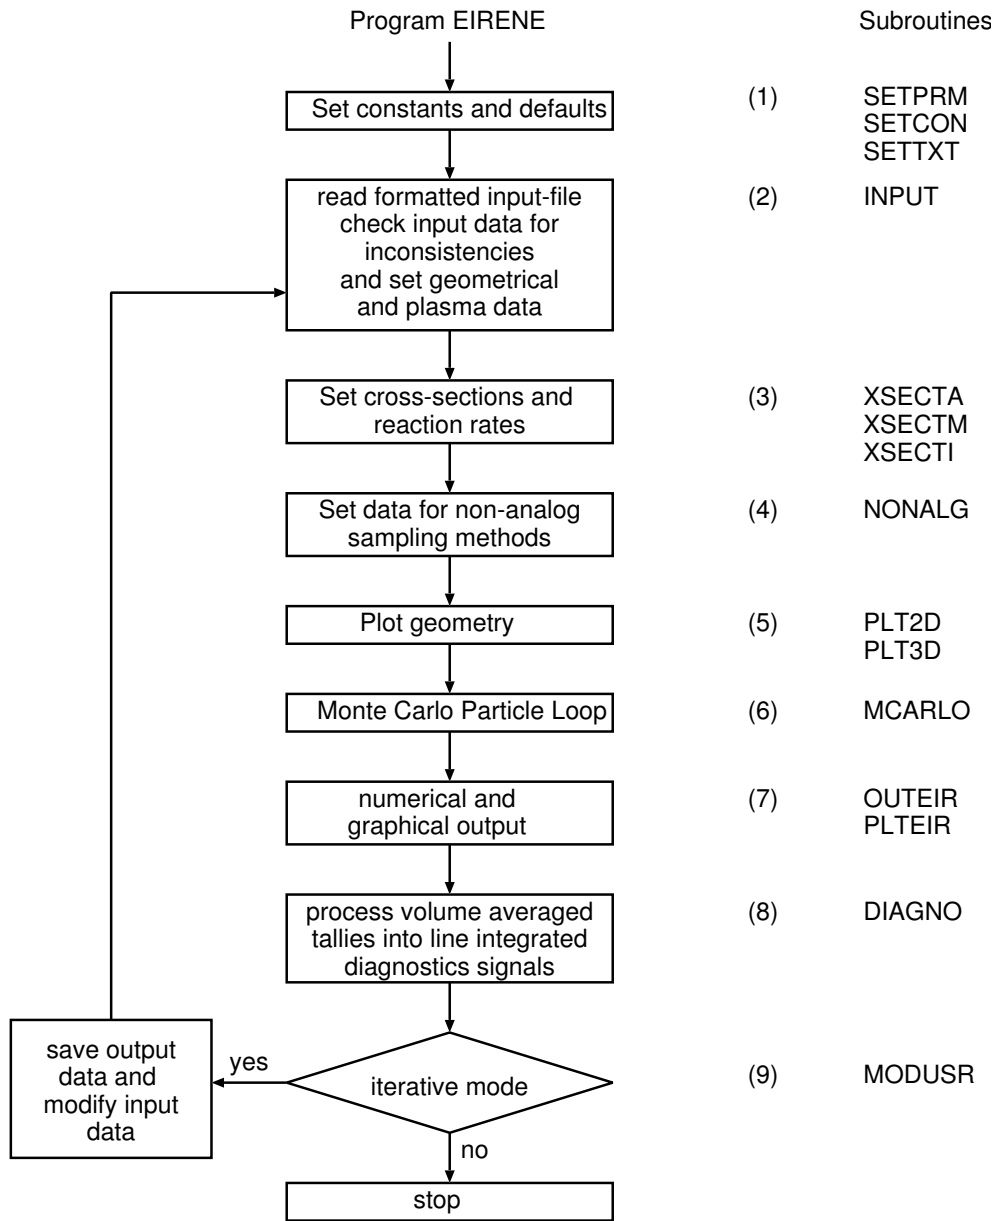 Program EIRENE
Subroutines
Set constants and defaults
(1)
SETPRM
SETCON
SETTXT
read formatted input-file
check input data for
inconsistencies
and set geometrical
and plasma data
(2)
INPUT
Set cross-sections and
reaction rates
(3)
XSECTA
XSECTM
XSECTI
Set data for non-analog
sampling methods
(4)
NONALG
Plot geometry
(5)
PLT2D
PLT3D
Monte Carlo Particle Loop
(6)
MCARLO
numerical and
graphical output
(7)
OUTEIR
PLTEIR
process volume averaged
tallies into line integrated
diagnostics signals
(8)
DIAGNO
save output
data and
modify input
data
yes
iterative mode
(9)
MODUSR
no
stop